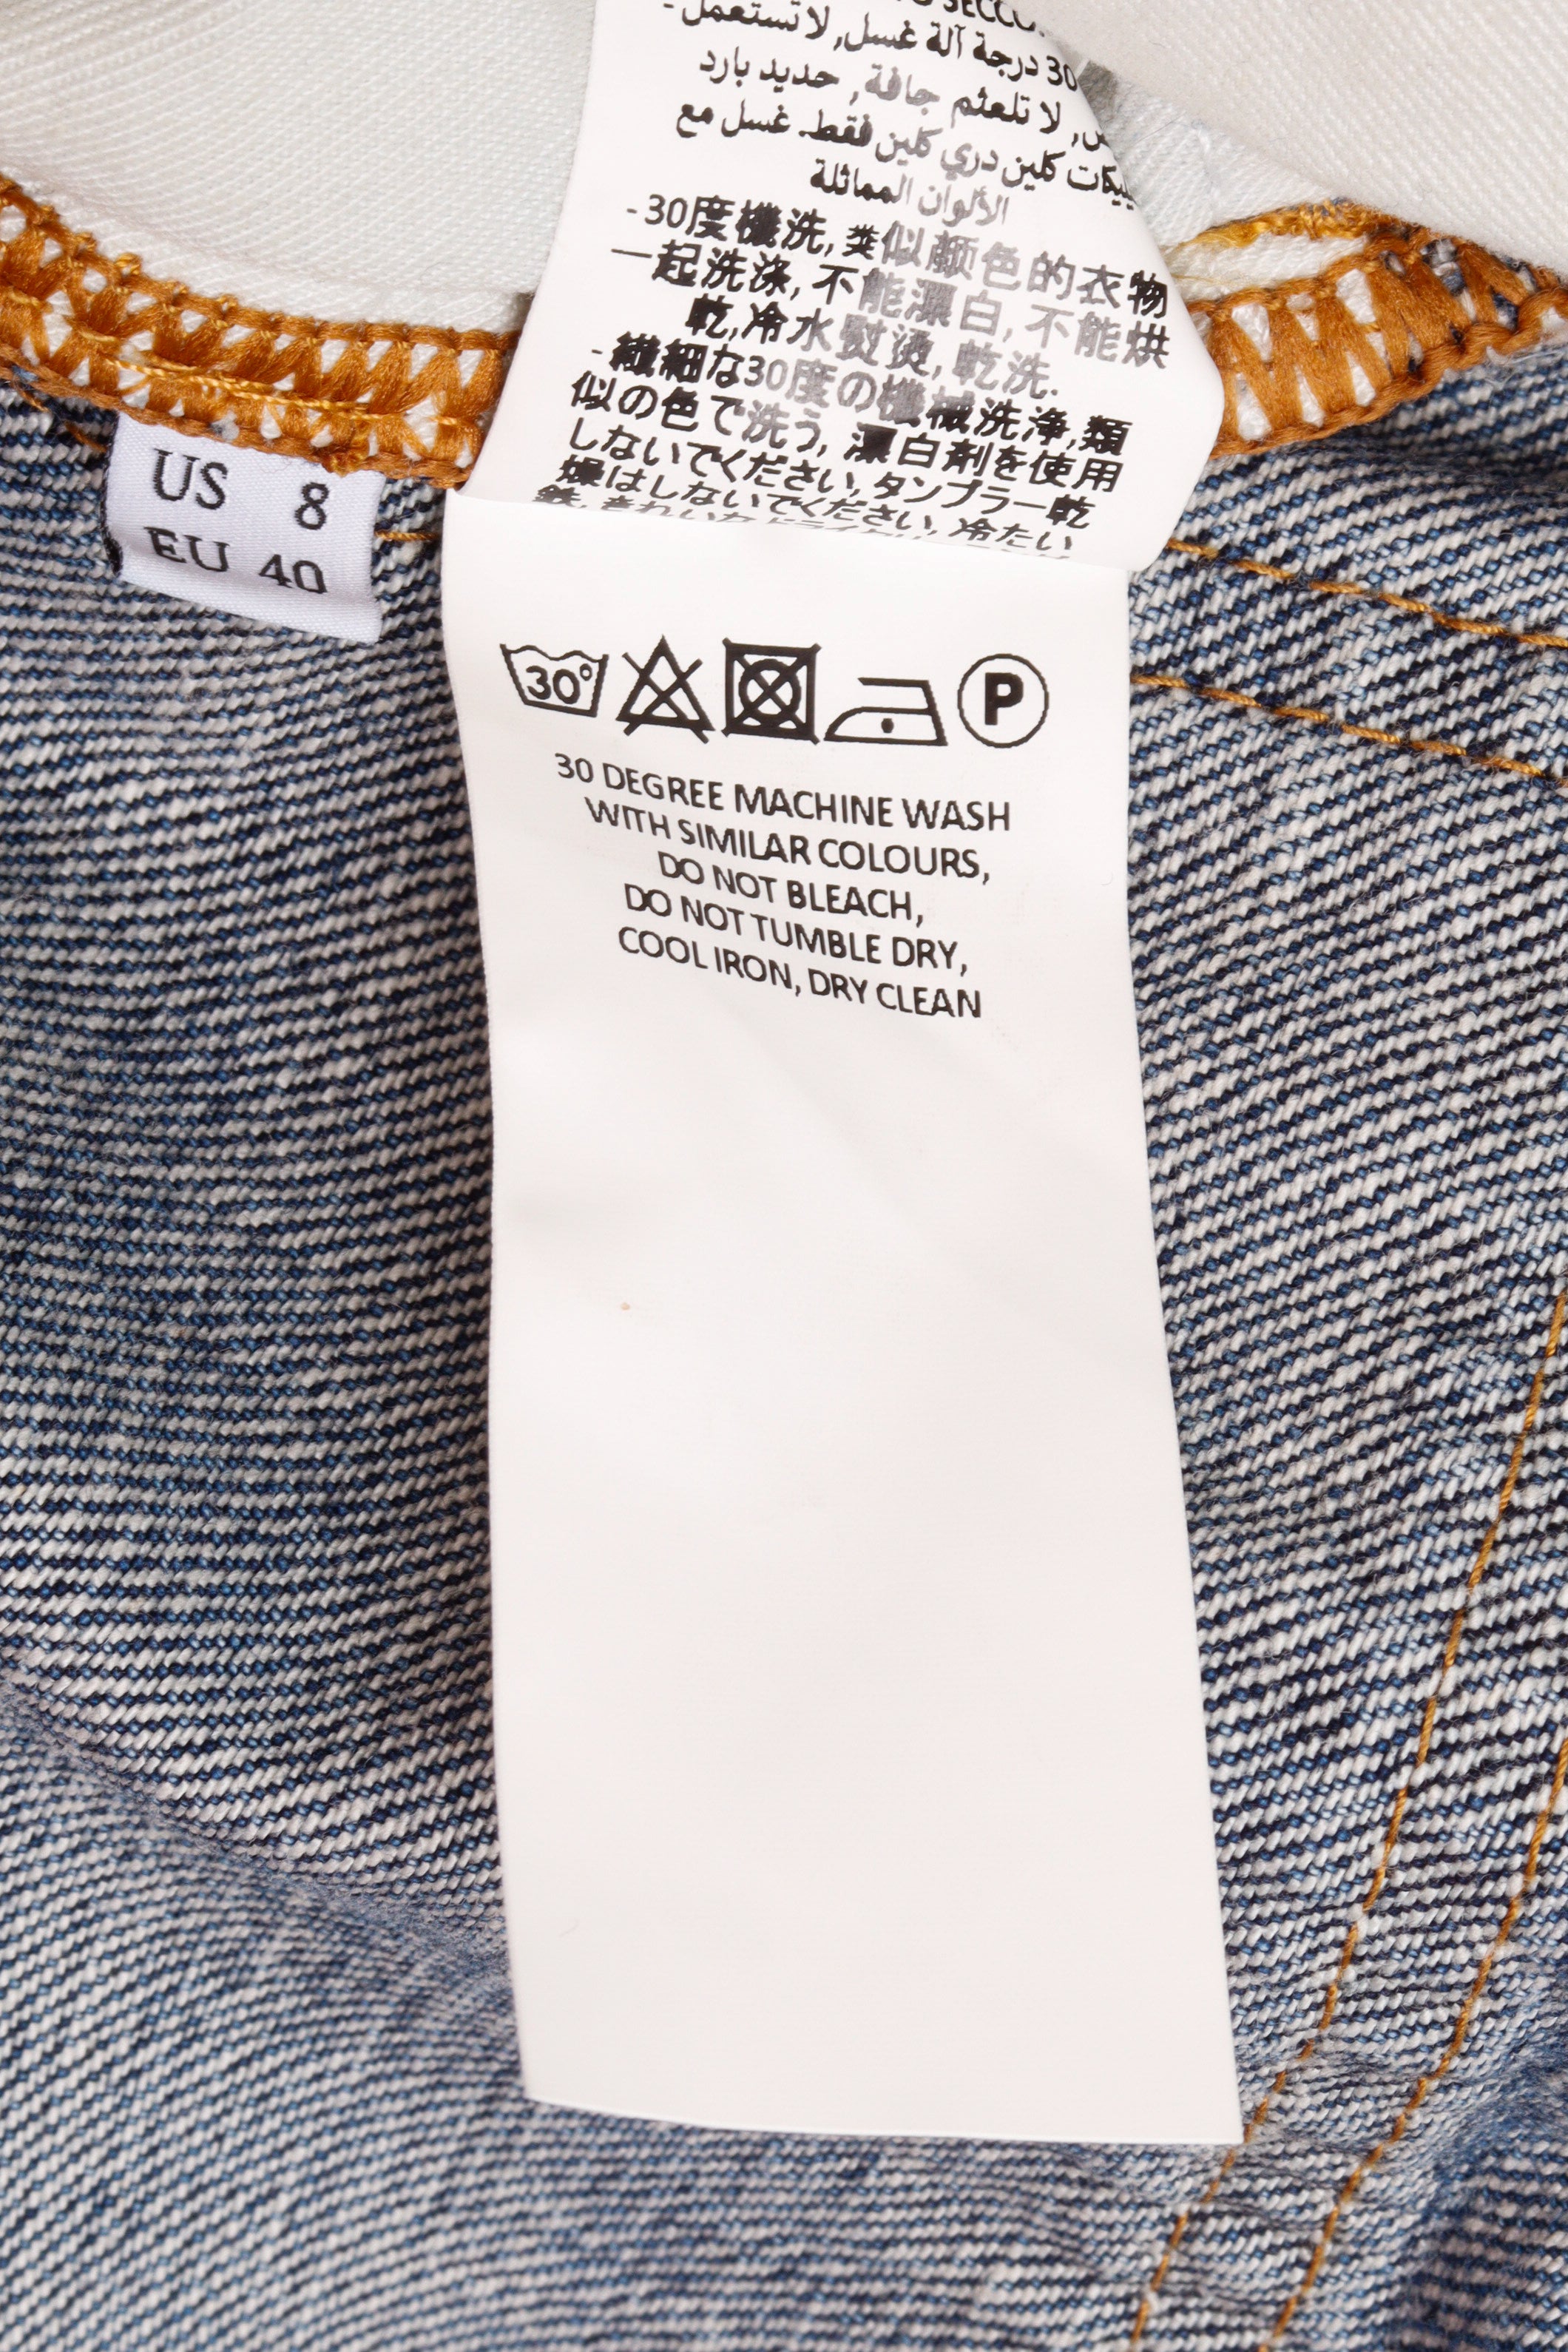 SECCO.
30 درجة آلة غسل, لا تستعمل-
لا تلعثم جافة, حديد بارد
كلين دري كلين فقط. غسل مع
الألوان المماثلة
-30度機洗, 类似颜色的衣物
一起洗涤, 不能漂白, 不能烘
乾,冷水熨烫, 乾洗.
-繊細な30度の機械洗浄,類
似の色で洗う, 漂白剤を使用
しないでください, タンブラー乾
燥はしないでください, 冷たい
US 8
EU 40
30°
P
30 DEGREE MACHINE WASH
WITH SIMILAR COLOURS,
DO NOT BLEACH,
DO NOT TUMBLE DRY,
COOL IRON, DRY CLEAN